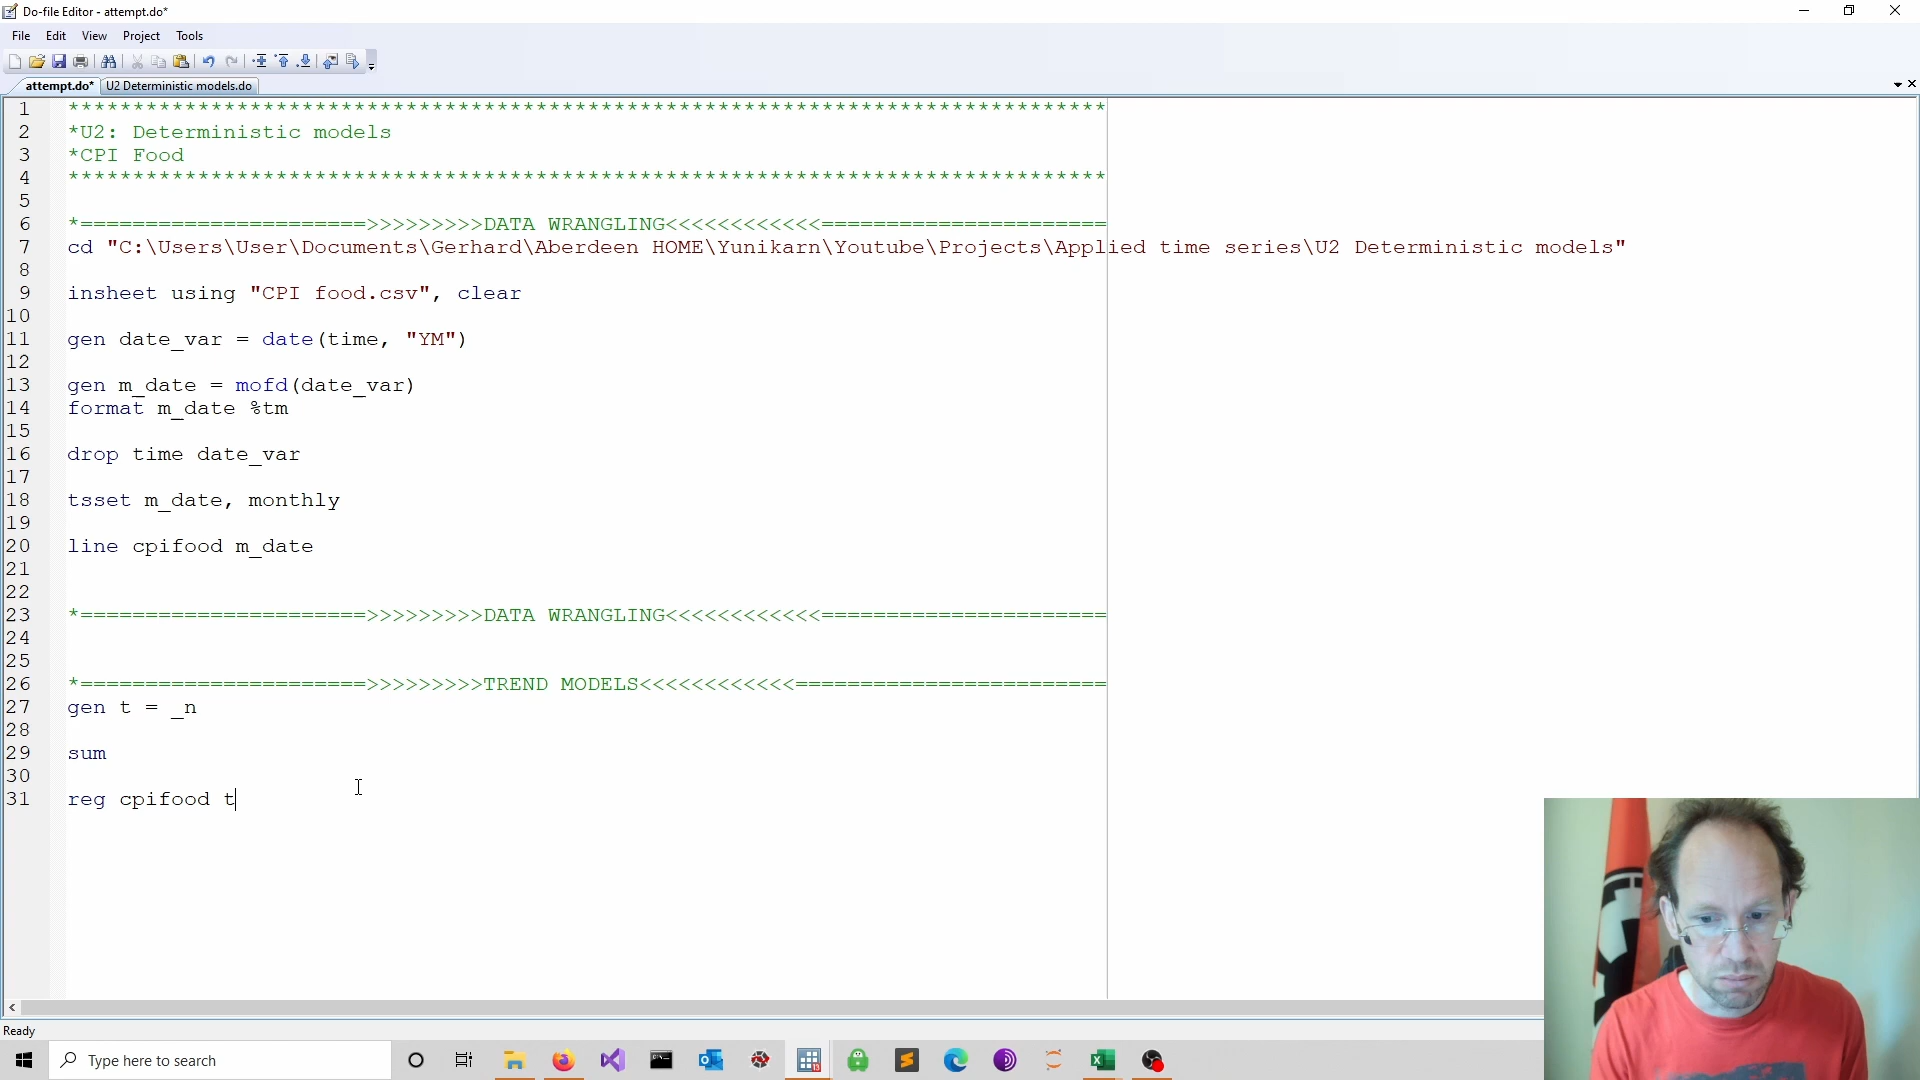 Do-file Editor - attempt.do*
File Edit View Project Tools
attempt.do* U2 Deterministic models.do
1 ********************************************************************************
2 *U2: Deterministic models
3 *CPI Food
4 ********************************************************************************
5
6 *======================>>>>>>>>>DATA WRANGLING<<<<<<<<<<<<======================
7 cd "C:\Users\User\Documents\Gerhard\Aberdeen HOME\Yunikarn\Youtube\Projects\Applied time series\U2 Deterministic models"
8
9 insheet using "CPI food.csv", clear
10
11 gen date_var = date(time, "YM")
12
13 gen m_date = mofd(date_var)
14 format m_date %tm
15
16 drop time date_var
17
18 tsset m_date, monthly
19
20 line cpifood m_date
21
22
23 *======================>>>>>>>>>DATA WRANGLING<<<<<<<<<<<<======================
24
25
26 *======================>>>>>>>>>TREND MODELS<<<<<<<<<<<<========================
27 gen t = _n
28
29 sum
30
31 reg cpifood t
Ready
Type here to search